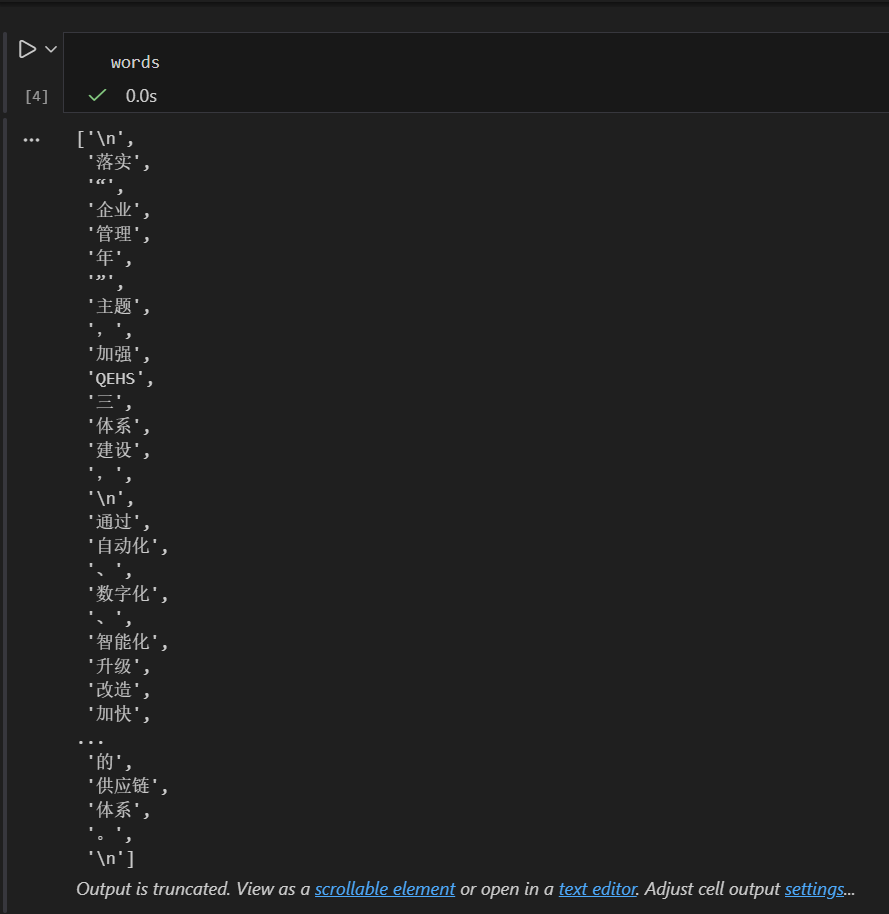 words
[4]
0.0s
['\n',
'落实',
'“',
'企业',
'管理',
'年',
'”',
'主题',
'，',
'加强',
'QEHS',
'三',
'体系',
'建设',
'，',
'\n',
'通过',
'自动化',
'、',
'数字化',
'、',
'智能化',
'升级',
'改造',
'加快',
...
'的',
'供应链',
'体系',
'。',
'\n']
Output is truncated. View as a scrollable element or open in a text editor. Adjust cell output settings...